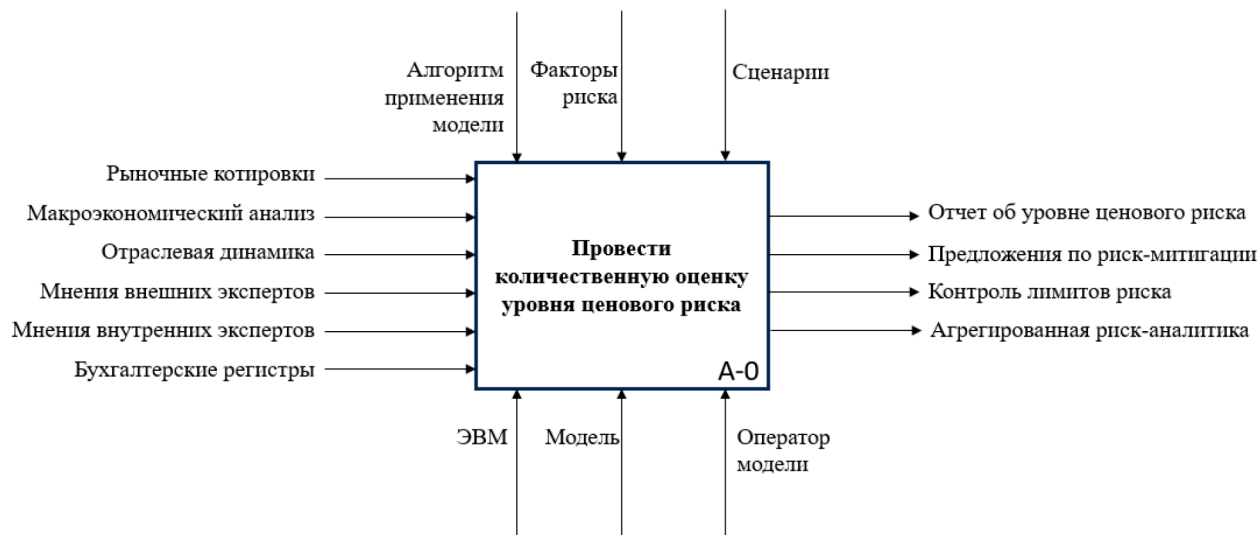 Алгоритм
применения
модели
Факторы
риска
Сценарии
Рыночные котировки
Макроэкономический анализ
Отраслевая динамика
Мнения внешних экспертов
Мнения внутренних экспертов
Бухгалтерские регистры
Провести
количественную оценку
уровня ценового риска
A-0
Отчет об уровне ценового риска
Предложения по риск-митигации
Контроль лимитов риска
Агрегированная риск-аналитика
ЭВМ
Модель
Оператор
модели